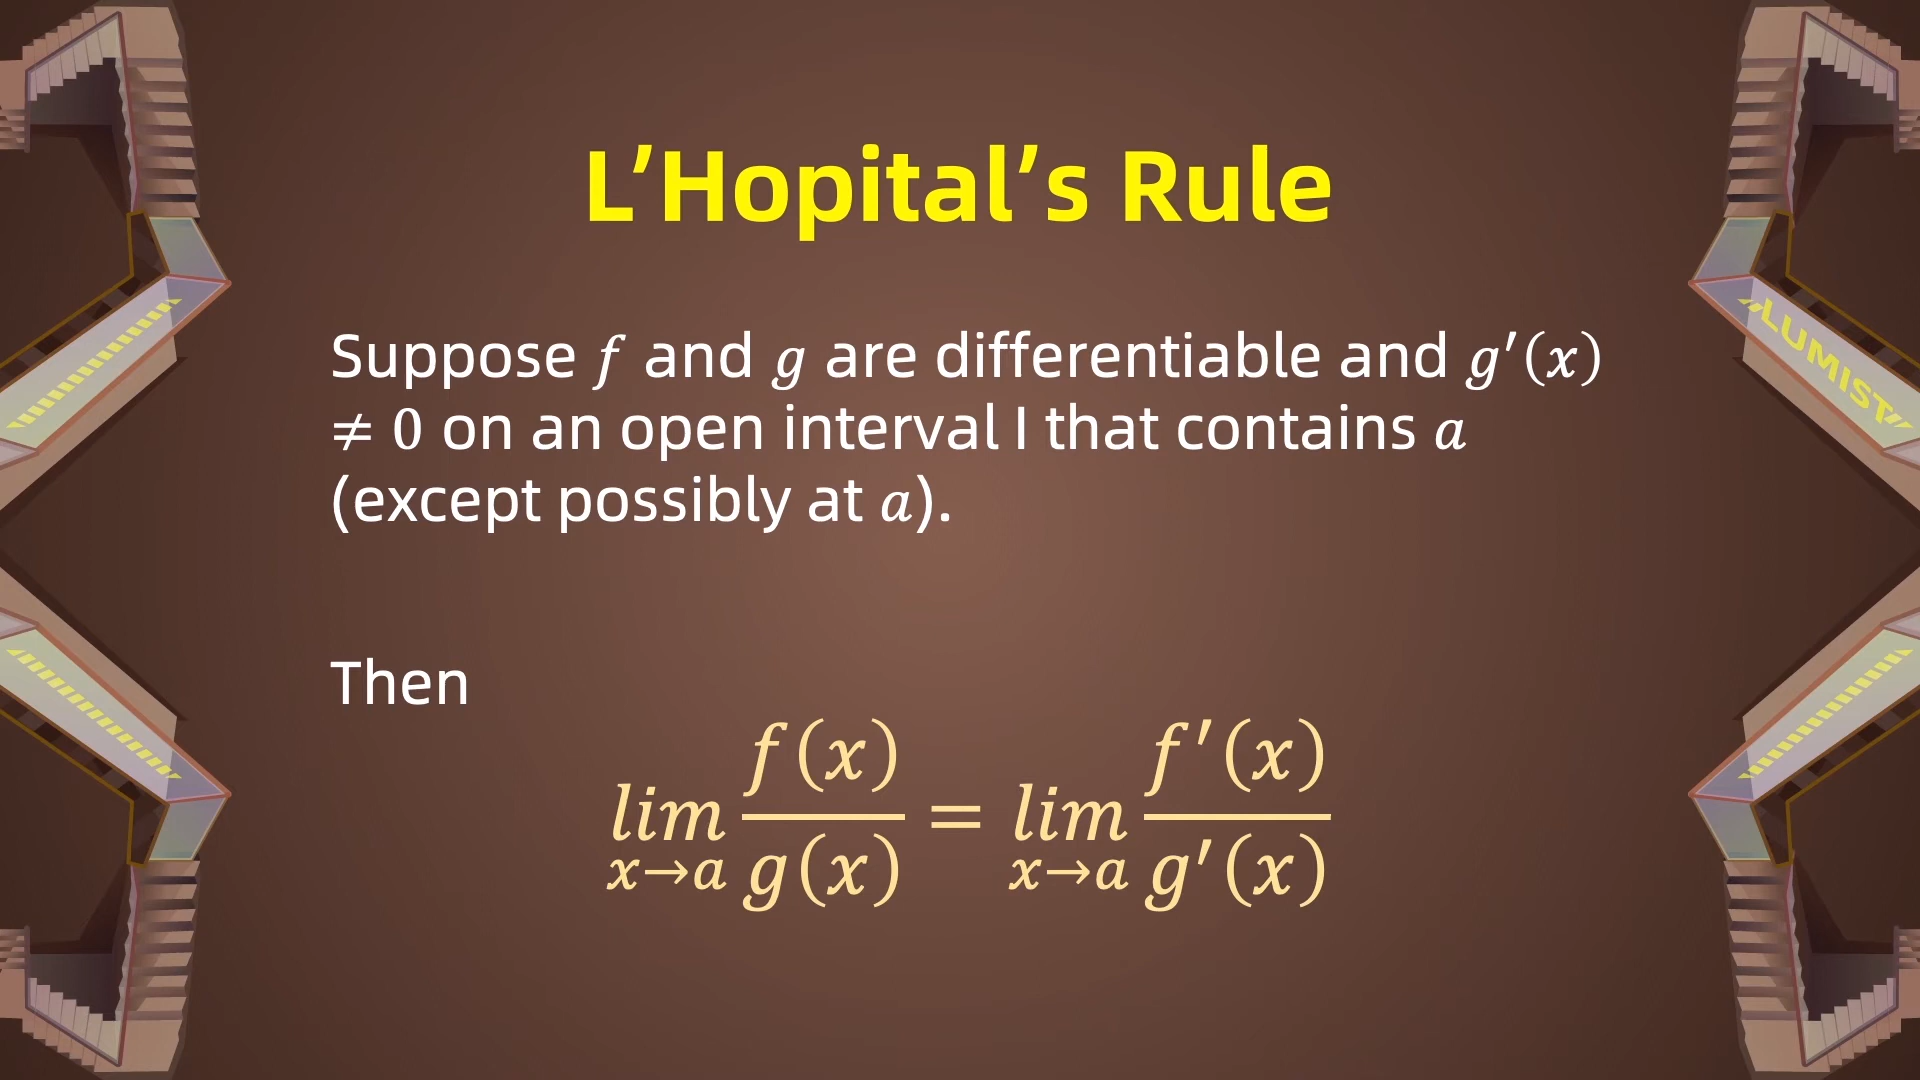 L’Hopital’s Rule
Suppose f and g are differentiable and g′(x)
≠ 0 on an open interval I that contains a
(except possibly at a).
Then
lim x→a f(x)/g(x) = lim x→a f′(x)/g′(x)
LUMIST